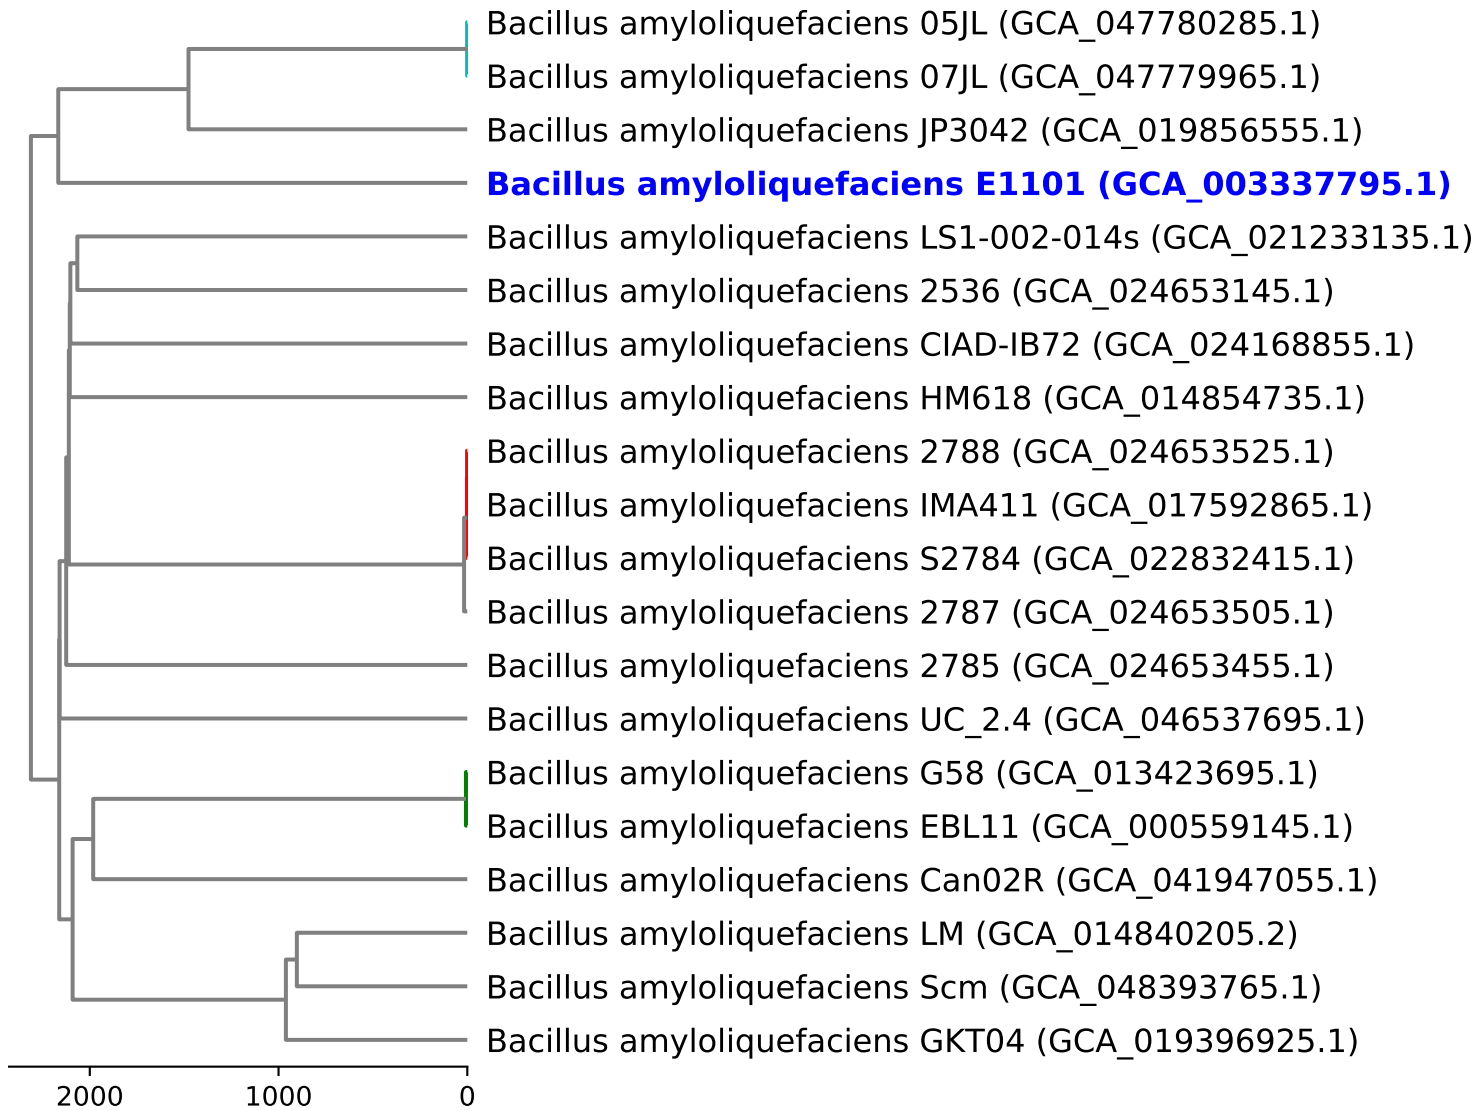 Bacillus amyloliquefaciens 05JL (GCA_047780285.1)
Bacillus amyloliquefaciens 07JL (GCA_047779965.1)
Bacillus amyloliquefaciens JP3042 (GCA_019856555.1)
Bacillus amyloliquefaciens E1101 (GCA_003337795.1)
Bacillus amyloliquefaciens LS1-002-014s (GCA_021233135.1)
Bacillus amyloliquefaciens 2536 (GCA_024653145.1)
Bacillus amyloliquefaciens CIAD-IB72 (GCA_024168855.1)
Bacillus amyloliquefaciens HM618 (GCA_014854735.1)
Bacillus amyloliquefaciens 2788 (GCA_024653525.1)
Bacillus amyloliquefaciens IMA411 (GCA_017592865.1)
Bacillus amyloliquefaciens S2784 (GCA_022832415.1)
Bacillus amyloliquefaciens 2787 (GCA_024653505.1)
Bacillus amyloliquefaciens 2785 (GCA_024653455.1)
Bacillus amyloliquefaciens UC_2.4 (GCA_046537695.1)
Bacillus amyloliquefaciens G58 (GCA_013423695.1)
Bacillus amyloliquefaciens EBL11 (GCA_000559145.1)
Bacillus amyloliquefaciens Can02R (GCA_041947055.1)
Bacillus amyloliquefaciens LM (GCA_014840205.2)
Bacillus amyloliquefaciens Scm (GCA_048393765.1)
Bacillus amyloliquefaciens GKT04 (GCA_019396925.1)
2000 1000 0